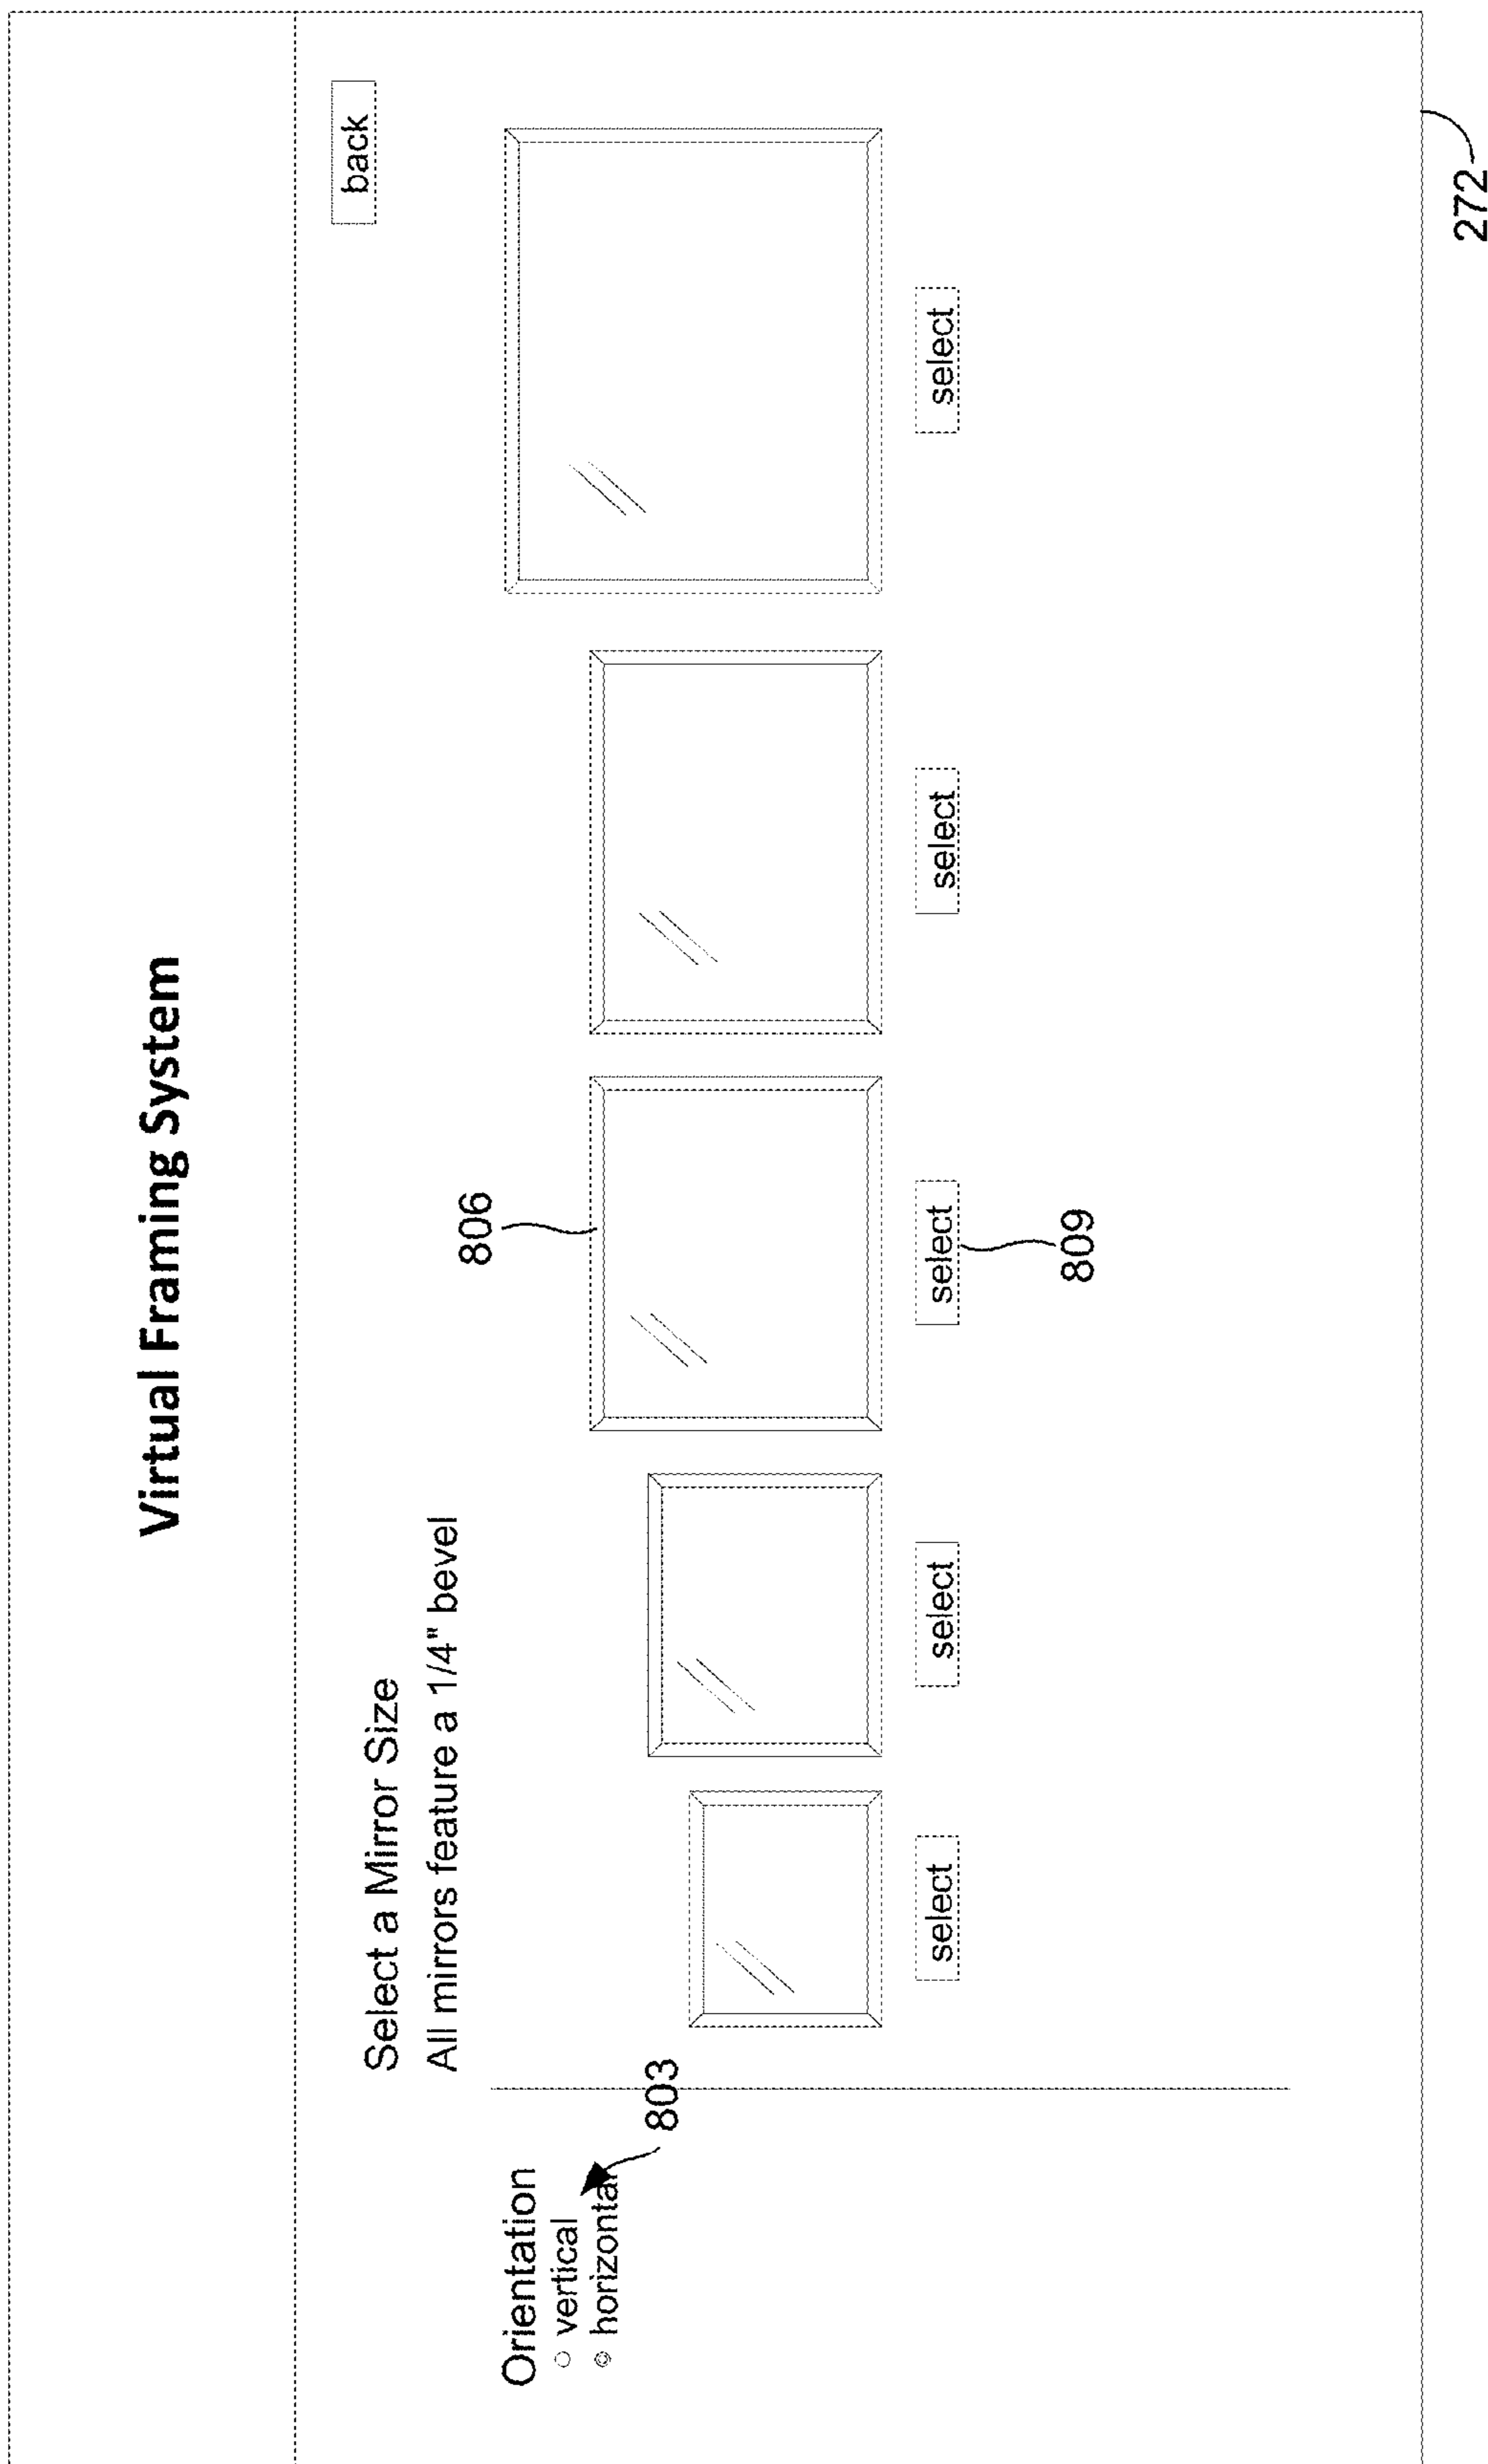 Virtual Framing System
back
Select a Mirror Size
All mirrors feature a 1/4" bevel
Orientation
vertical
horizontal
803
806
select
select
select
select
select
809
272